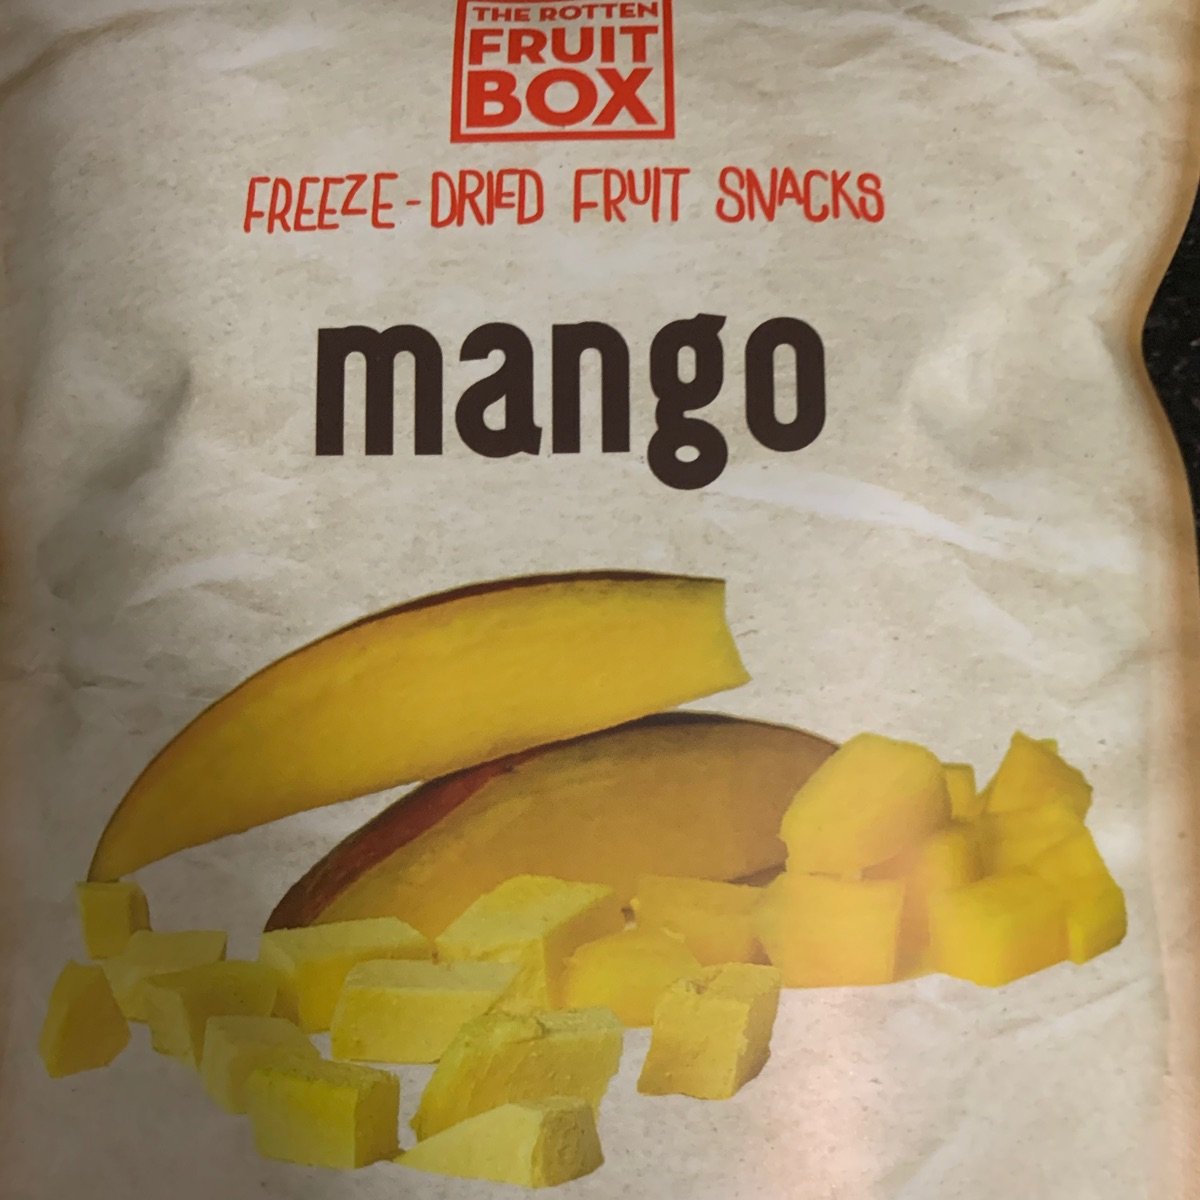 THE ROTTEN
FRUIT
BOX
FREEZE-DRIED FRUIT SNACKS
mango